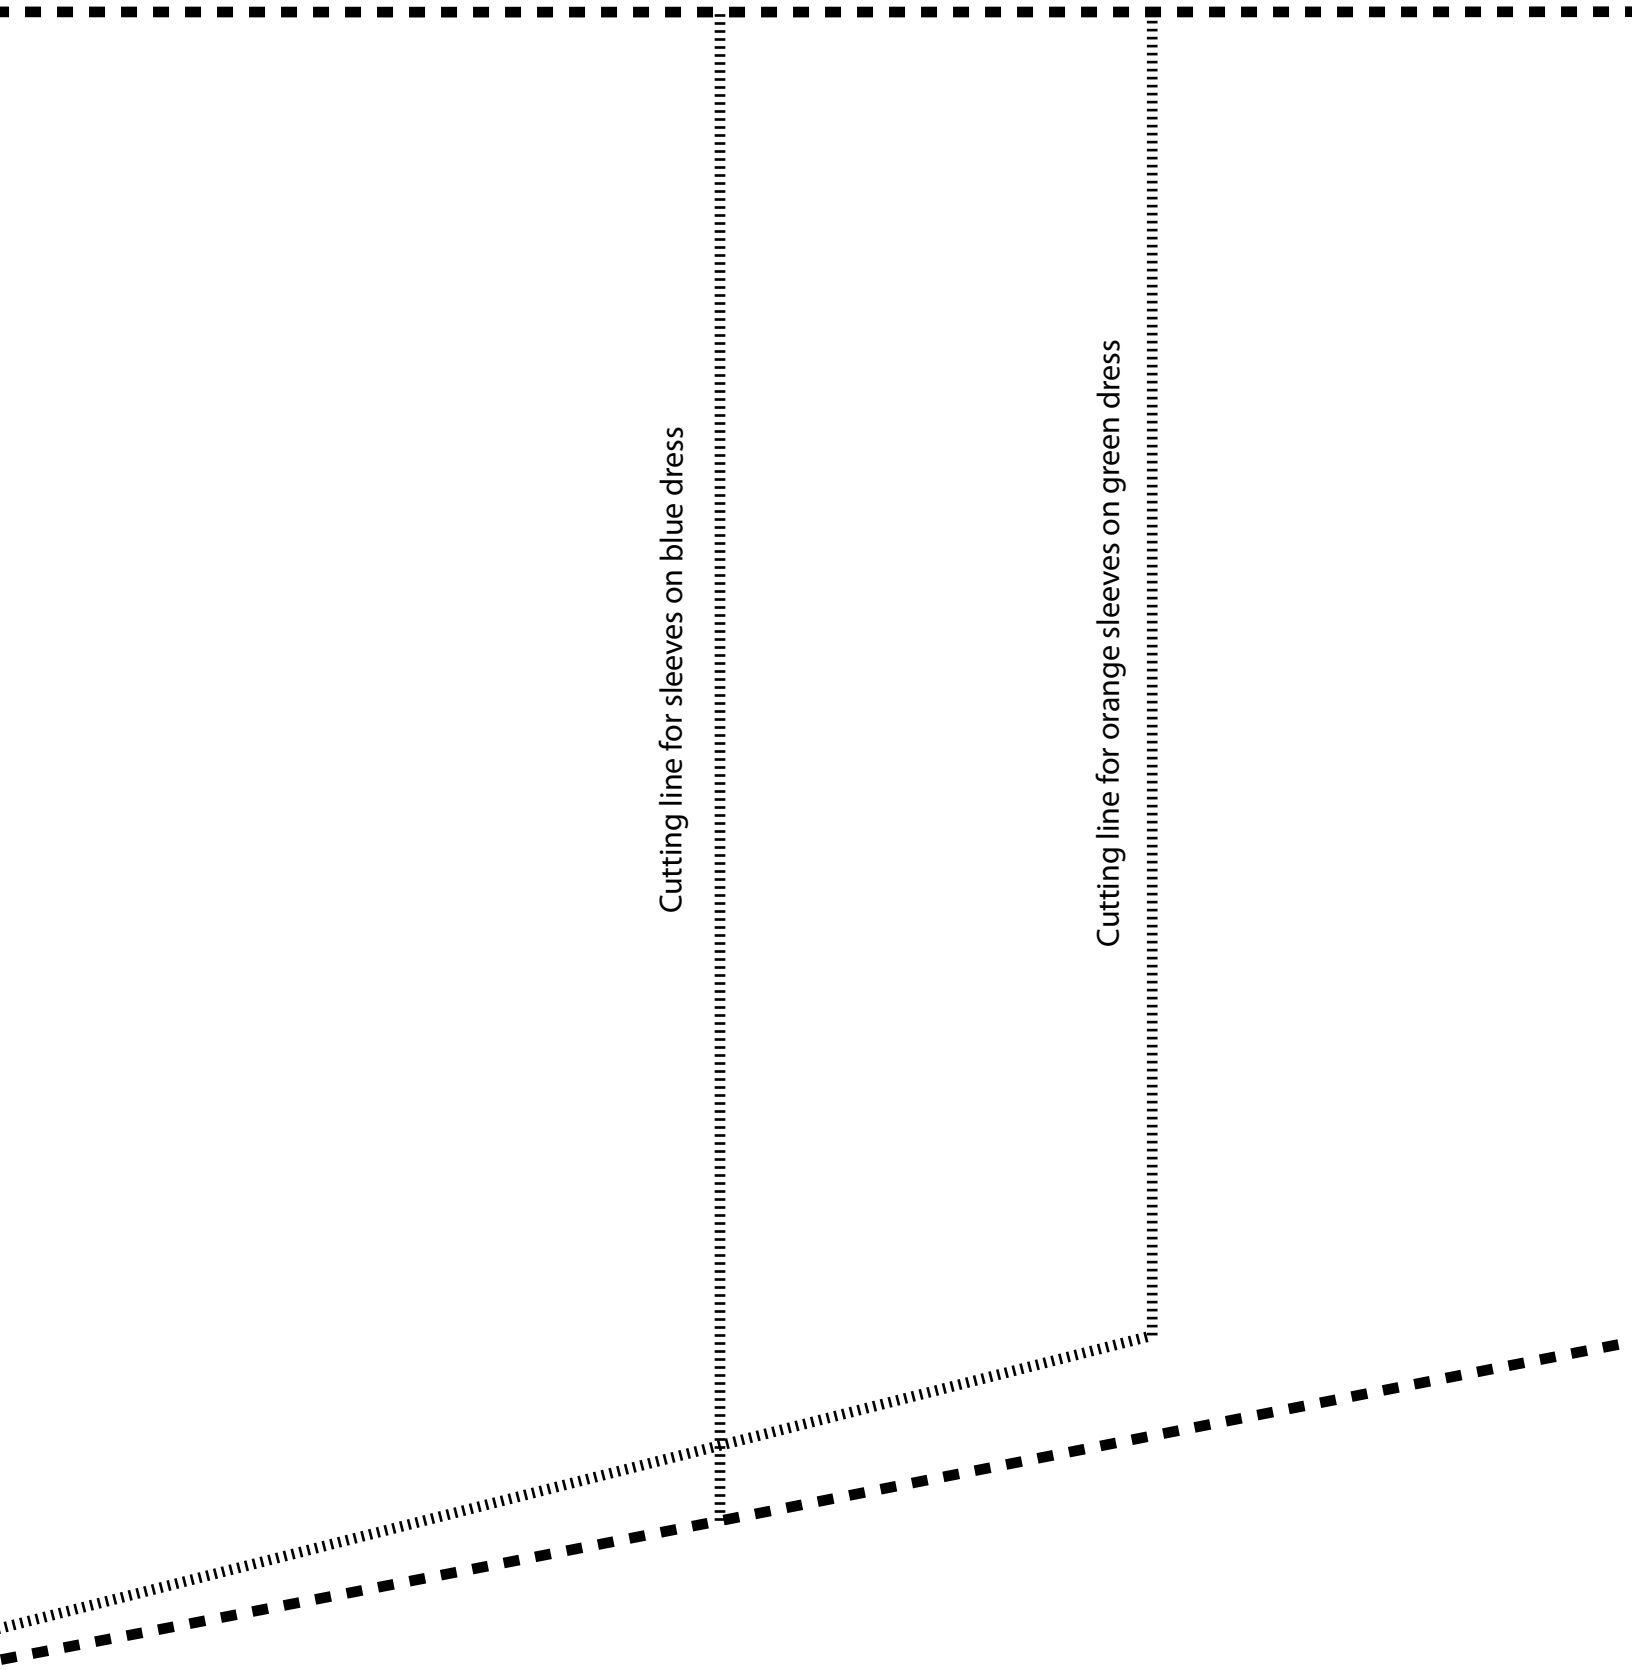 Cutting line for sleeves on blue dress
Cutting line for orange sleeves on green dress